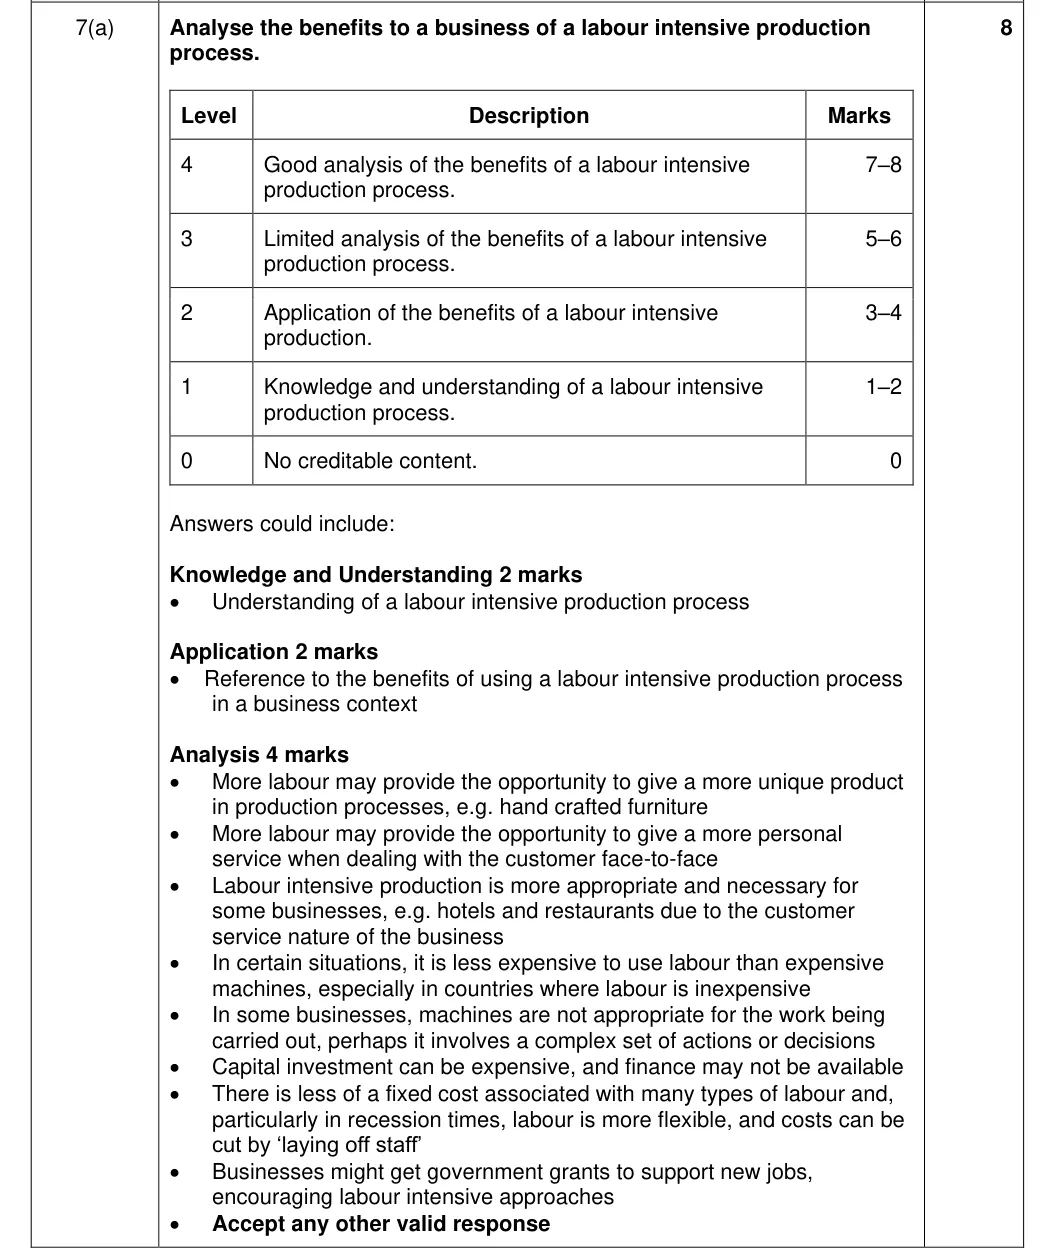 7(a)
Analyse the benefits to a business of a labour intensive production
process.
8
Level
Description
Marks
4
Good analysis of the benefits of a labour intensive
production process.
7–8
3
Limited analysis of the benefits of a labour intensive
production process.
5–6
2
Application of the benefits of a labour intensive
production.
3–4
1
Knowledge and understanding of a labour intensive
production process.
1–2
0
No creditable content.
0
Answers could include:
Knowledge and Understanding 2 marks
• Understanding of a labour intensive production process
Application 2 marks
• Reference to the benefits of using a labour intensive production process
in a business context
Analysis 4 marks
• More labour may provide the opportunity to give a more unique product
in production processes, e.g. hand crafted furniture
• More labour may provide the opportunity to give a more personal
service when dealing with the customer face-to-face
• Labour intensive production is more appropriate and necessary for
some businesses, e.g. hotels and restaurants due to the customer
service nature of the business
• In certain situations, it is less expensive to use labour than expensive
machines, especially in countries where labour is inexpensive
• In some businesses, machines are not appropriate for the work being
carried out, perhaps it involves a complex set of actions or decisions
• Capital investment can be expensive, and finance may not be available
• There is less of a fixed cost associated with many types of labour and,
particularly in recession times, labour is more flexible, and costs can be
cut by ‘laying off staff’
• Businesses might get government grants to support new jobs,
encouraging labour intensive approaches
• Accept any other valid response